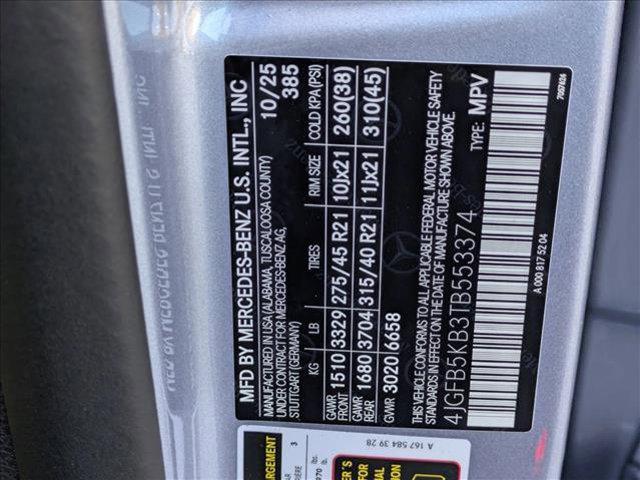 MFD BY MERCEDES-BENZ U.S. INTL., INC
MANUFACTURED IN USA (ALABAMA, TUSCALOOSA COUNTY) 10/25
UNDER CONTRACT FOR MERCEDES-BENZ AG,
STUTTGART (GERMANY) 385
KG LB TIRES RIM SIZE COLD KPA (PSI)
GAWR FRONT 1510 3329 275/45 R21 10Jx21 260(38)
GAWR REAR 1680 3704 315/40 R21 11Jx21 310(45)
GVWR 3020 6658
THIS VEHICLE CONFORMS TO ALL APPLICABLE FEDERAL MOTOR VEHICLE SAFETY
STANDARDS IN EFFECT ON THE DATE OF MANUFACTURE SHOWN ABOVE.
4JGFB5KB3TB553374 TYPE: MPV
A 000 817 52 04
7057424
A 167 584 39 28
3